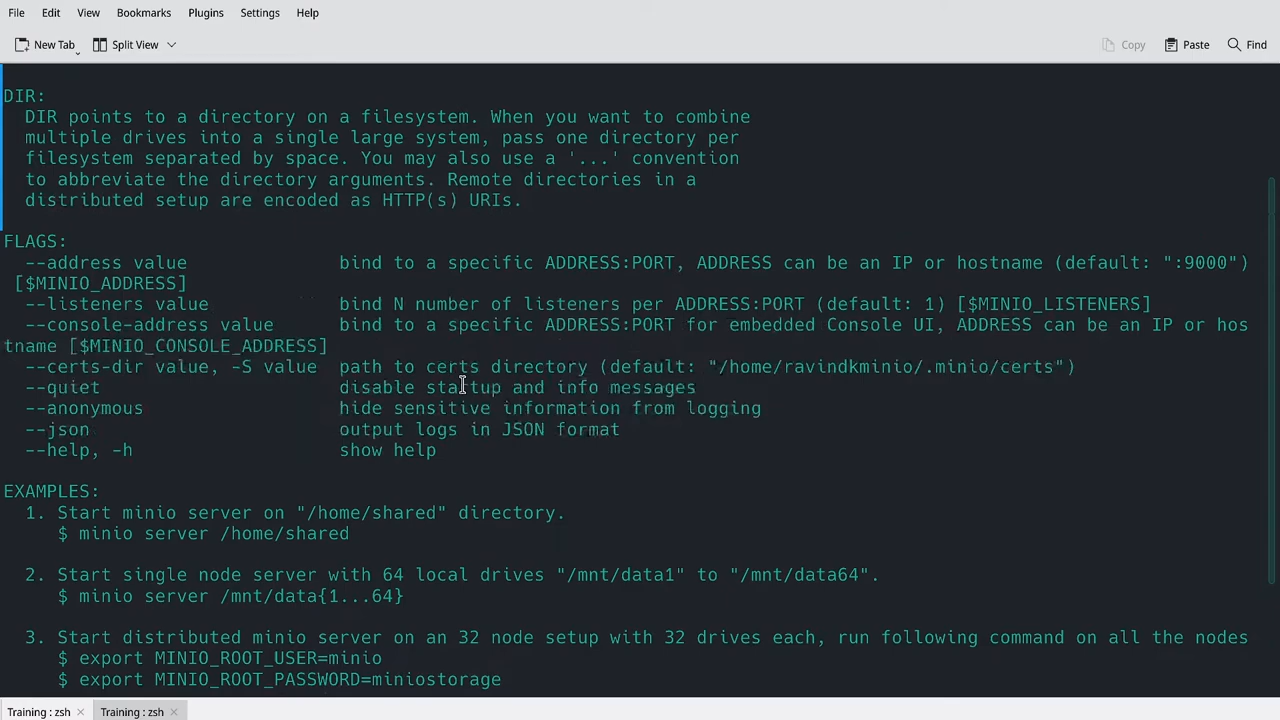 File Edit View Bookmarks Plugins Settings Help
New Tab Split View Copy Paste Find
DIR:
DIR points to a directory on a filesystem. When you want to combine
multiple drives into a single large system, pass one directory per
filesystem separated by space. You may also use a '...' convention
to abbreviate the directory arguments. Remote directories in a
distributed setup are encoded as HTTP(s) URIs.
FLAGS:
--address value bind to a specific ADDRESS:PORT, ADDRESS can be an IP or hostname (default: ":9000")
[$MINIO_ADDRESS]
--listeners value bind N number of listeners per ADDRESS:PORT (default: 1) [$MINIO_LISTENERS]
--console-address value bind to a specific ADDRESS:PORT for embedded Console UI, ADDRESS can be an IP or hos
tname [$MINIO_CONSOLE_ADDRESS]
--certs-dir value, -S value path to certs directory (default: "/home/ravindkminio/.minio/certs")
--quiet disable startup and info messages
--anonymous hide sensitive information from logging
--json output logs in JSON format
--help, -h show help
EXAMPLES:
1. Start minio server on "/home/shared" directory.
$ minio server /home/shared
2. Start single node server with 64 local drives "/mnt/data1" to "/mnt/data64".
$ minio server /mnt/data{1...64}
3. Start distributed minio server on an 32 node setup with 32 drives each, run following command on all the nodes
$ export MINIO_ROOT_USER=minio
$ export MINIO_ROOT_PASSWORD=miniostorage
Training : zsh Training : zsh